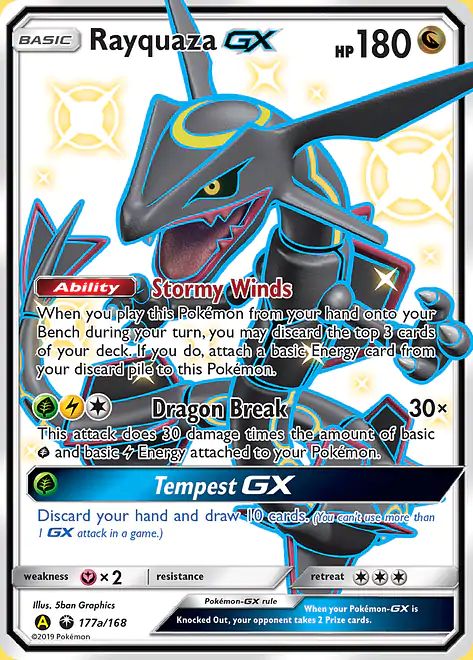 BASIC Rayquaza GX HP 180
Ability Stormy Winds
When you play this Pokémon from your hand onto your
Bench during your turn, you may discard the top 3 cards
of your deck. If you do, attach a basic Energy card from
your discard pile to this Pokémon.
Dragon Break 30×
This attack does 30 damage times the amount of basic
and basic Energy attached to your Pokémon.
Tempest GX
Discard your hand and draw 10 cards. (You can't use more than
1 GX attack in a game.)
weakness ×2 resistance retreat
Illus. 5ban Graphics
Pokémon-GX rule
When your Pokémon-GX is
Knocked Out, your opponent takes 2 Prize cards.
A 177a/168
©2019 Pokémon